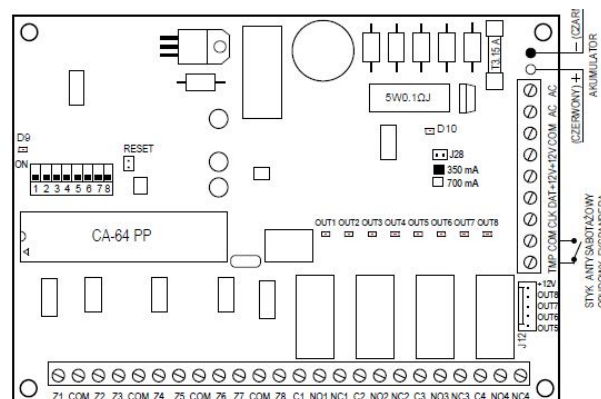 (CZARNY) –
(CZERWONY) +
AKUMULATOR
T3.15 A
5W0.1ΩJ
D9
ON
1 2 3 4 5 6 7 8
RESET
D10
J28
350 mA
700 mA
AC
AC
COM
+12V
+12V
DAT
CLK
COM
TMP
STYK ANTYSABOTAŻOWY
CA-64 PP
OUT1 OUT2 OUT3 OUT4 OUT5 OUT6 OUT7 OUT8
+12V
OUT8
OUT7
OUT6
OUT5
J12
Z1 COM Z2 Z3 COM Z4 Z5 COM Z6 Z7 COM Z8 C1 NO1 NC1 C2 NO2 NC2 C3 NO3 NC3 C4 NO4 NC4